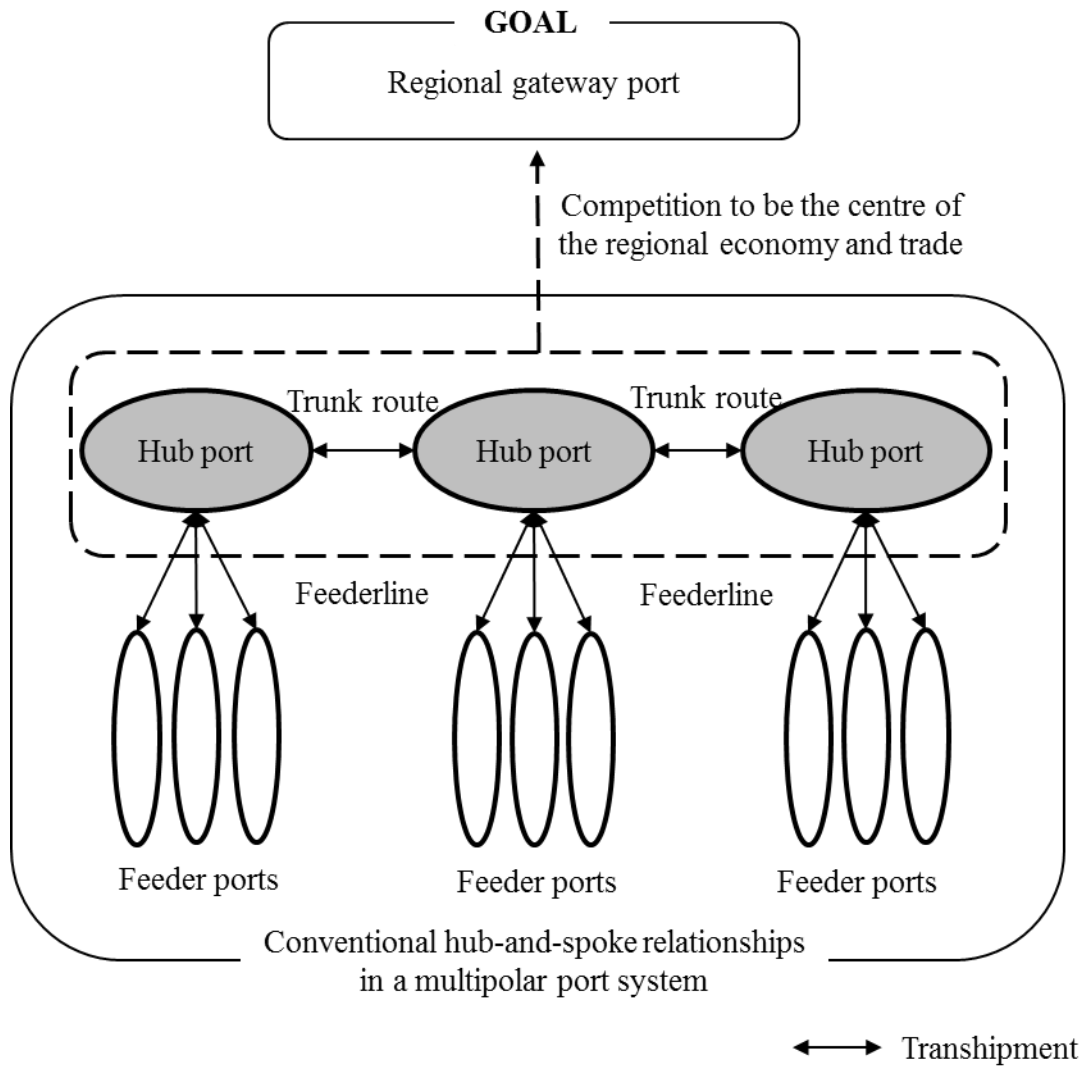 GOAL
Regional gateway port
Competition to be the centre of
the regional economy and trade
Trunk route
Trunk route
Hub port
Hub port
Hub port
Feederline
Feederline
Feeder ports
Feeder ports
Feeder ports
Conventional hub-and-spoke relationships
in a multipolar port system
Transhipment